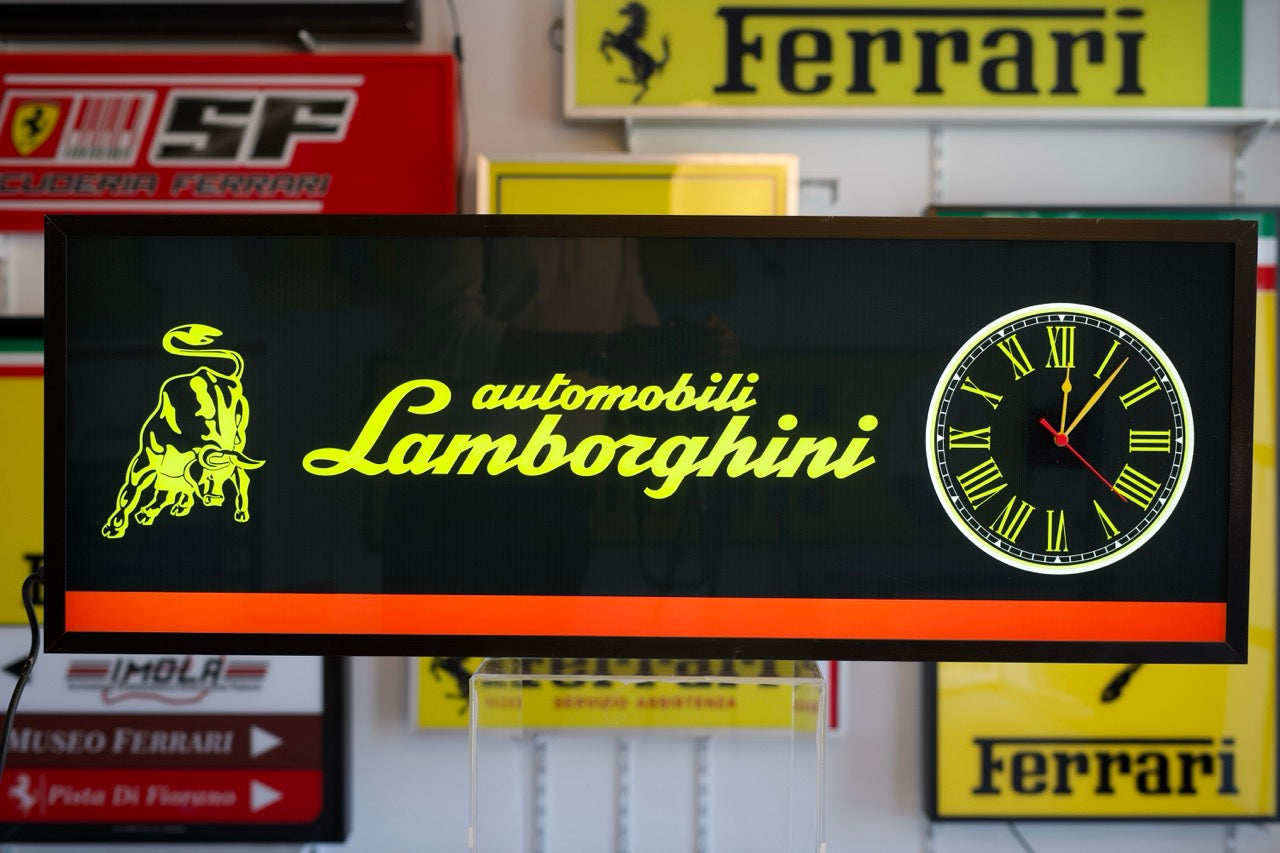 Ferrari
SF
SCUDERIA FERRARI
automobili
Lamborghini
XII
I
II
III
IIII
V
VI
VII
VIII
IX
X
XI
IMOLA
MUSEO FERRARI
Pista Di Fiorano
Ferrari
SERVIZIO ASSISTENZA
Ferrari